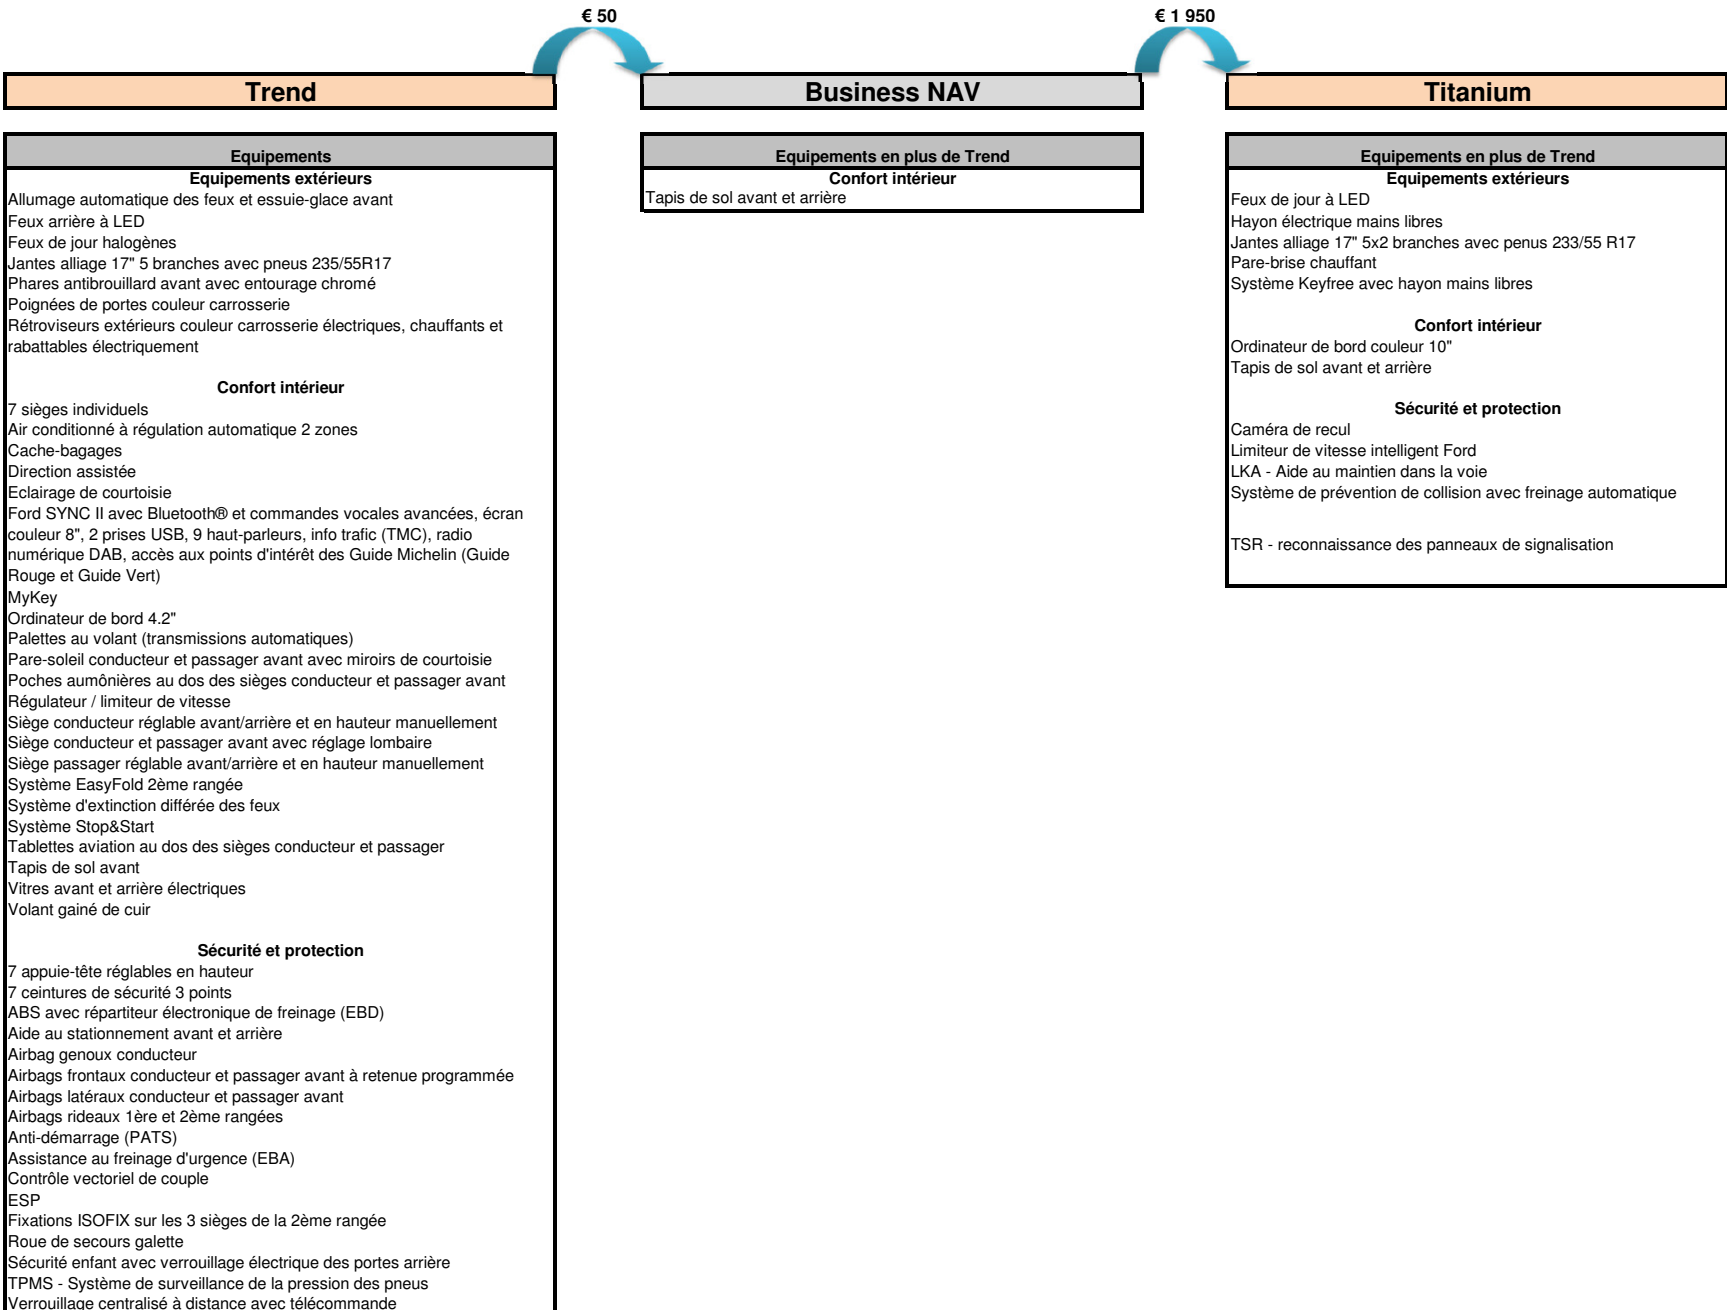 € 50
€ 1 950
Trend
Business NAV
Titanium
Equipements
Equipements extérieurs
Allumage automatique des feux et essuie-glace avant
Feux arrière à LED
Feux de jour halogènes
Jantes alliage 17" 5 branches avec pneus 235/55R17
Phares antibrouillard avant avec entourage chromé
Poignées de portes couleur carrosserie
Rétroviseurs extérieurs couleur carrosserie électriques, chauffants et
rabattables électriquement
Confort intérieur
7 sièges individuels
Air conditionné à régulation automatique 2 zones
Cache-bagages
Direction assistée
Eclairage de courtoisie
Ford SYNC II avec Bluetooth® et commandes vocales avancées, écran
couleur 8", 2 prises USB, 9 haut-parleurs, info trafic (TMC), radio
numérique DAB, accès aux points d'intérêt des Guide Michelin (Guide
Rouge et Guide Vert)
MyKey
Ordinateur de bord 4.2"
Palettes au volant (transmissions automatiques)
Pare-soleil conducteur et passager avant avec miroirs de courtoisie
Poches aumônières au dos des sièges conducteur et passager avant
Régulateur / limiteur de vitesse
Siège conducteur réglable avant/arrière et en hauteur manuellement
Siège conducteur et passager avant avec réglage lombaire
Siège passager réglable avant/arrière et en hauteur manuellement
Système EasyFold 2ème rangée
Système d'extinction différée des feux
Système Stop&Start
Tablettes aviation au dos des sièges conducteur et passager
Tapis de sol avant
Vitres avant et arrière électriques
Volant gainé de cuir
Sécurité et protection
7 appuie-tête réglables en hauteur
7 ceintures de sécurité 3 points
ABS avec répartiteur électronique de freinage (EBD)
Aide au stationnement avant et arrière
Airbag genoux conducteur
Airbags frontaux conducteur et passager avant à retenue programmée
Airbags latéraux conducteur et passager avant
Airbags rideaux 1ère et 2ème rangées
Anti-démarrage (PATS)
Assistance au freinage d'urgence (EBA)
Contrôle vectoriel de couple
ESP
Fixations ISOFIX sur les 3 sièges de la 2ème rangée
Roue de secours galette
Sécurité enfant avec verrouillage électrique des portes arrière
TPMS - Système de surveillance de la pression des pneus
Verrouillage centralisé à distance avec télécommande
Equipements en plus de Trend
Confort intérieur
Tapis de sol avant et arrière
Equipements en plus de Trend
Equipements extérieurs
Feux de jour à LED
Hayon électrique mains libres
Jantes alliage 17" 5x2 branches avec penus 233/55 R17
Pare-brise chauffant
Système Keyfree avec hayon mains libres
Confort intérieur
Ordinateur de bord couleur 10"
Tapis de sol avant et arrière
Sécurité et protection
Caméra de recul
Limiteur de vitesse intelligent Ford
LKA - Aide au maintien dans la voie
Système de prévention de collision avec freinage automatique
TSR - reconnaissance des panneaux de signalisation